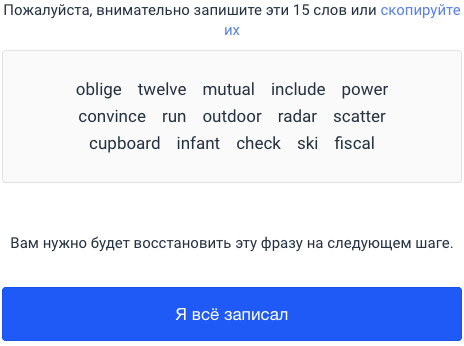 Пожалуйста, внимательно запишите эти 15 слов или скопируйте
их
oblige twelve mutual include power
convince run outdoor radar scatter
cupboard infant check ski fiscal
Вам нужно будет восстановить эту фразу на следующем шаге.
Я всё записал